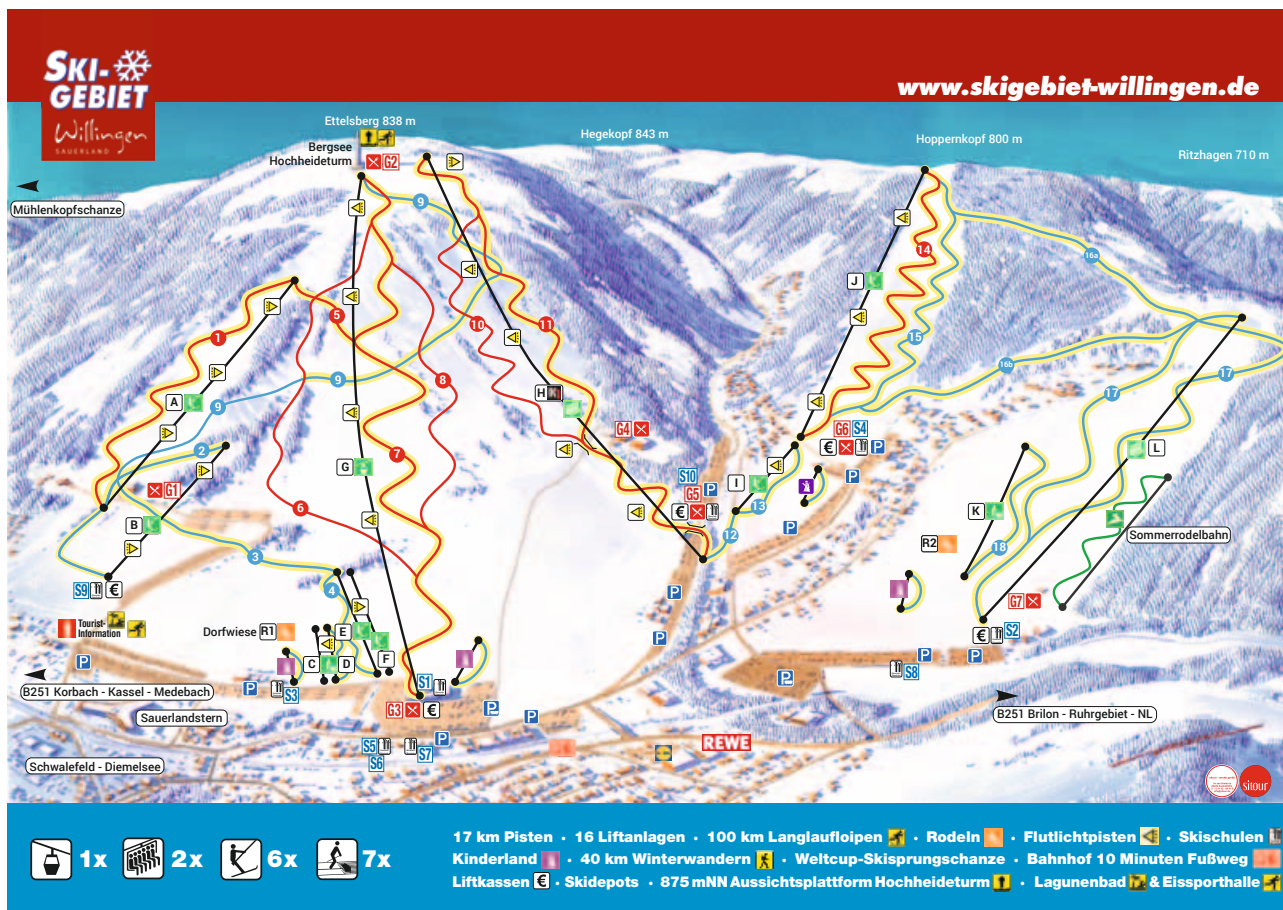 SKI-
GEBIET
Willingen
SAUERLAND
www.skigebiet-willingen.de
Ettelsberg 838 m
Bergsee
Hochheideturm
G2
Hegekopf 843 m
Hoppernkopf 800 m
Ritzhagen 710 m
Mühlenkopfschanze
9
14
16a
J
1
5
10
11
15
16b
9
8
17
17
A
9
H
2
G4
G6 S4
€
P
7
L
G1
G
S10
P
G5
€
I
P
B
6
13
P
K
Sommerrodelbahn
3
12
R2
18
S9
€
4
P
G7
Tourist-
Information
Dorfwiese R1
E
P
€
S2
P
C
D
F
S1
P
P
S8
B251 Korbach - Kassel - Medebach
P
S3
P
G3
€
P
P
B251 Brilon - Ruhrgebiet - NL
Sauerlandstern
S5
S6
S7
P
REWE
Schwalefeld - Diemelsee
sitour
1x
2x
6x
7x
17 km Pisten · 16 Liftanlagen · 100 km Langlaufloipen · Rodeln · Flutlichtpisten · Skischulen
Kinderland · 40 km Winterwandern · Weltcup-Skisprungschanze · Bahnhof 10 Minuten Fußweg
Liftkassen € · Skidepots · 875 mNN Aussichtsplattform Hochheideturm · Lagunenbad & Eissporthalle